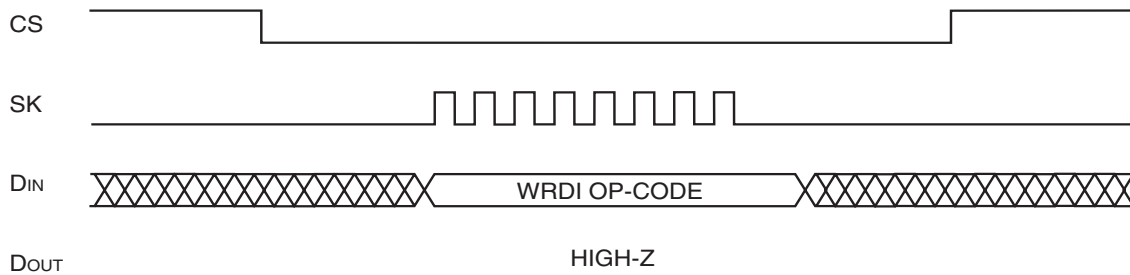 CS
SK
DIN
WRDI OP-CODE
DOUT
HIGH-Z